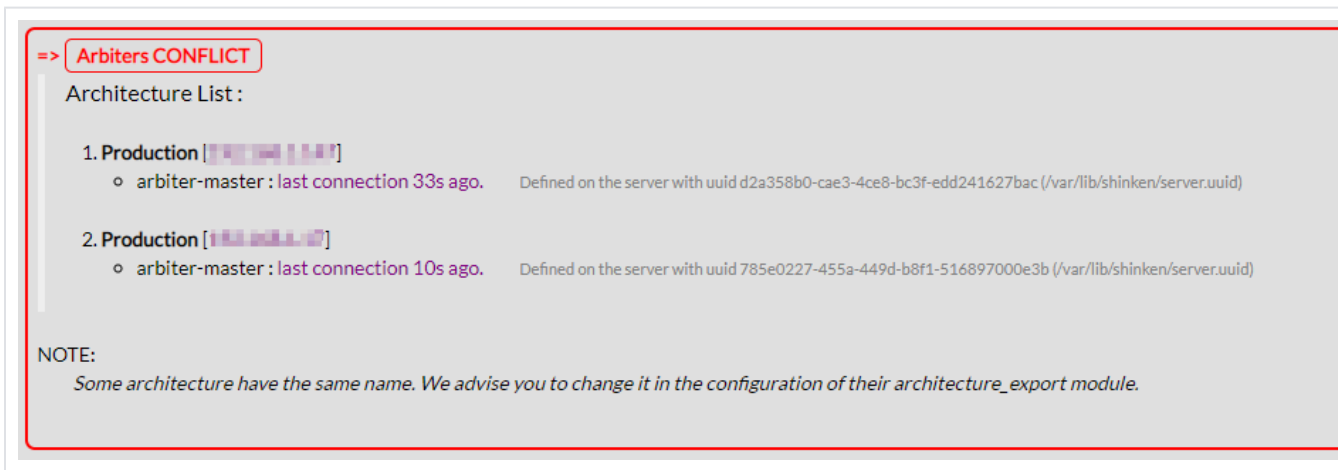 => Arbiters CONFLICT
Architecture List :
1. Production [ ]
arbiter-master : last connection 33s ago. Defined on the server with uuid d2a358b0-cae3-4ce8-bc3f-edd241627bac (/var/lib/shinken/server.uuid)
2. Production [ ]
arbiter-master : last connection 10s ago. Defined on the server with uuid 785e0227-455a-449d-b8f1-516897000e3b (/var/lib/shinken/server.uuid)
NOTE:
Some architecture have the same name. We advise you to change it in the configuration of their architecture_export module.